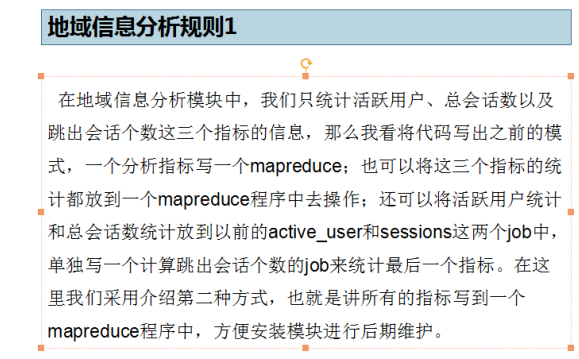 地域信息分析规则1
在地域信息分析模块中，我们只统计活跃用户、总会话数以及
跳出会话个数这三个指标的信息，那么我看将代码写出之前的模
式，一个分析指标写一个mapreduce；也可以将这三个指标的统
计都放到一个mapreduce程序中去操作；还可以将活跃用户统计
和总会话数统计放到以前的active_user和sessions这两个job中，
单独写一个计算跳出会话个数的job来统计最后一个指标。在这
里我们采用介绍第二种方式，也就是讲所有的指标写到一个
mapreduce程序中，方便安装模块进行后期维护。